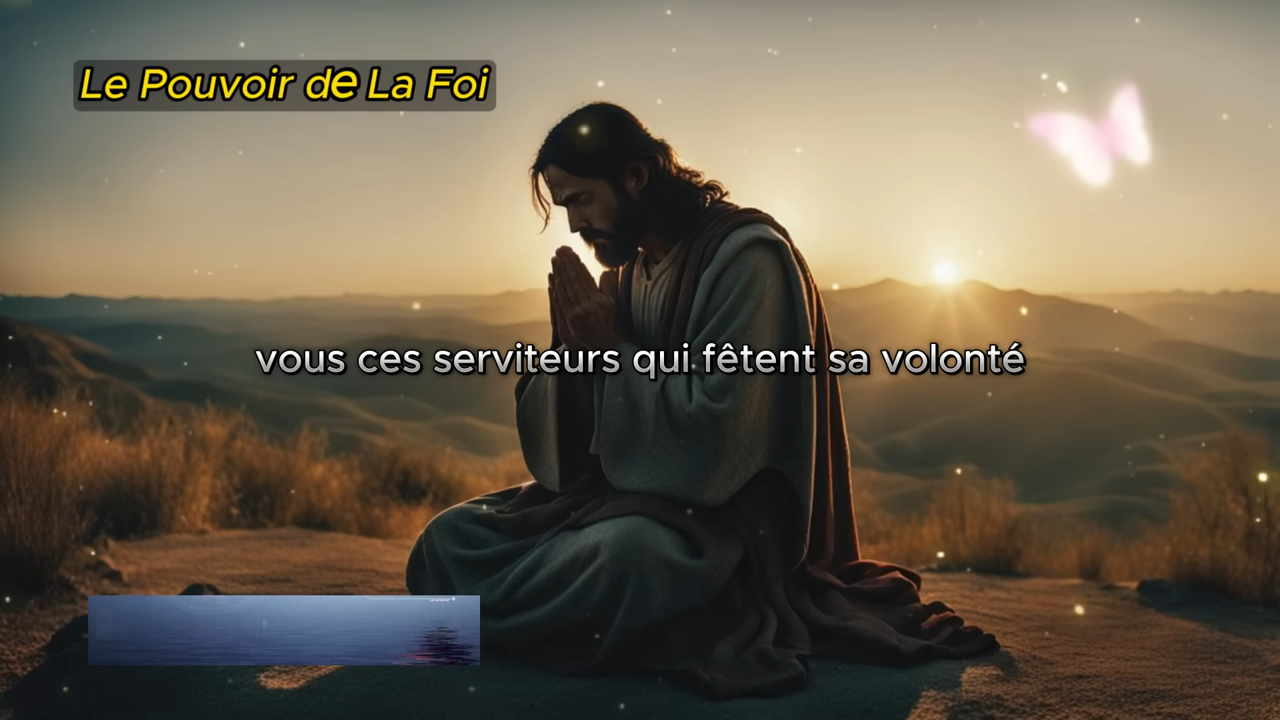 Le Pouvoir de La Foi
vous ces serviteurs qui fêtent sa volonté